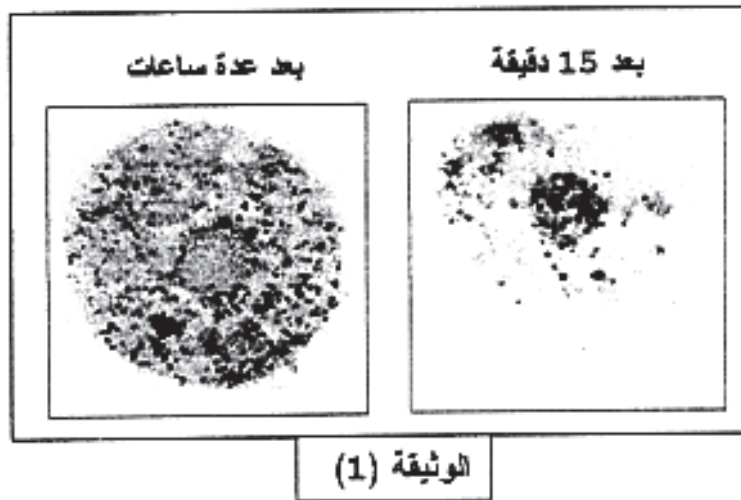 بعد 15 دقيقة
بعد عدة ساعات
الوثيقة (1)